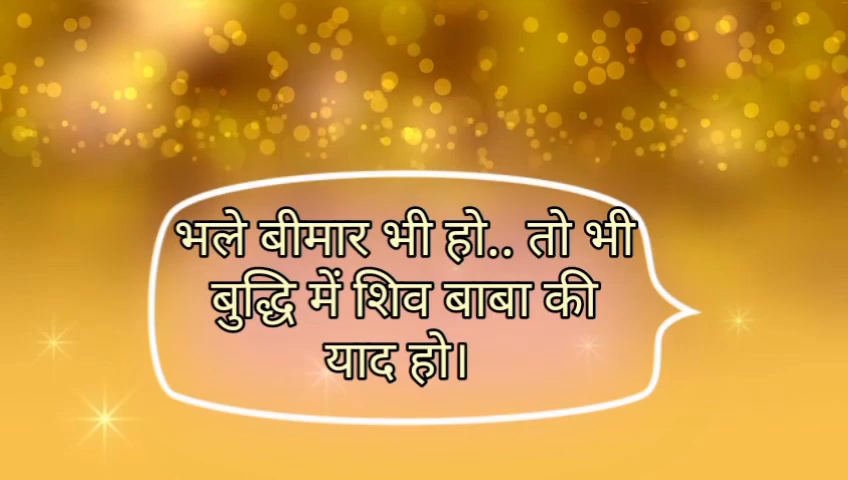 भले बीमार भी हो.. तो भी
बुद्धि में शिव बाबा की
याद हो।